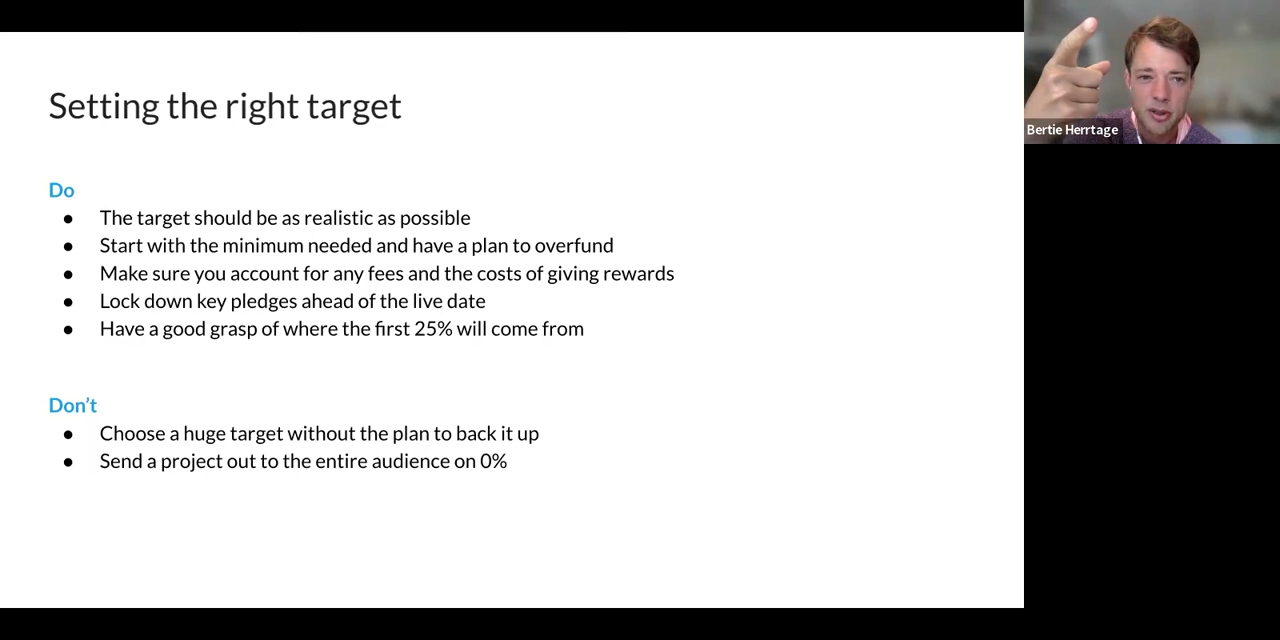 Setting the right target
Do
● The target should be as realistic as possible
● Start with the minimum needed and have a plan to overfund
● Make sure you account for any fees and the costs of giving rewards
● Lock down key pledges ahead of the live date
● Have a good grasp of where the first 25% will come from
Don’t
● Choose a huge target without the plan to back it up
● Send a project out to the entire audience on 0%
Bertie Herrtage